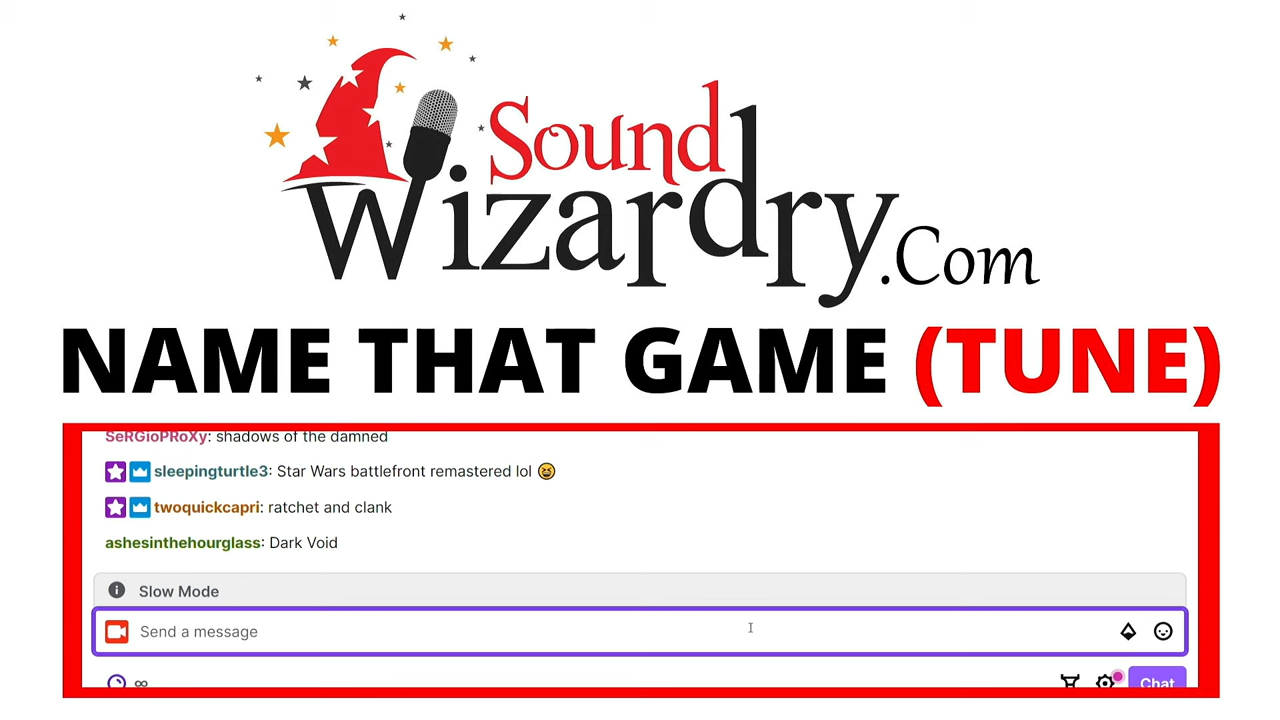 Sound
Wizardry.Com
NAME THAT GAME (TUNE)
SeRGioPRoXy: shadows of the damned
sleepingturtle3: Star Wars battlefront remastered lol 😆
twoquickcapri: ratchet and clank
ashesinthehourglass: Dark Void
Slow Mode
Send a message
∞ Chat